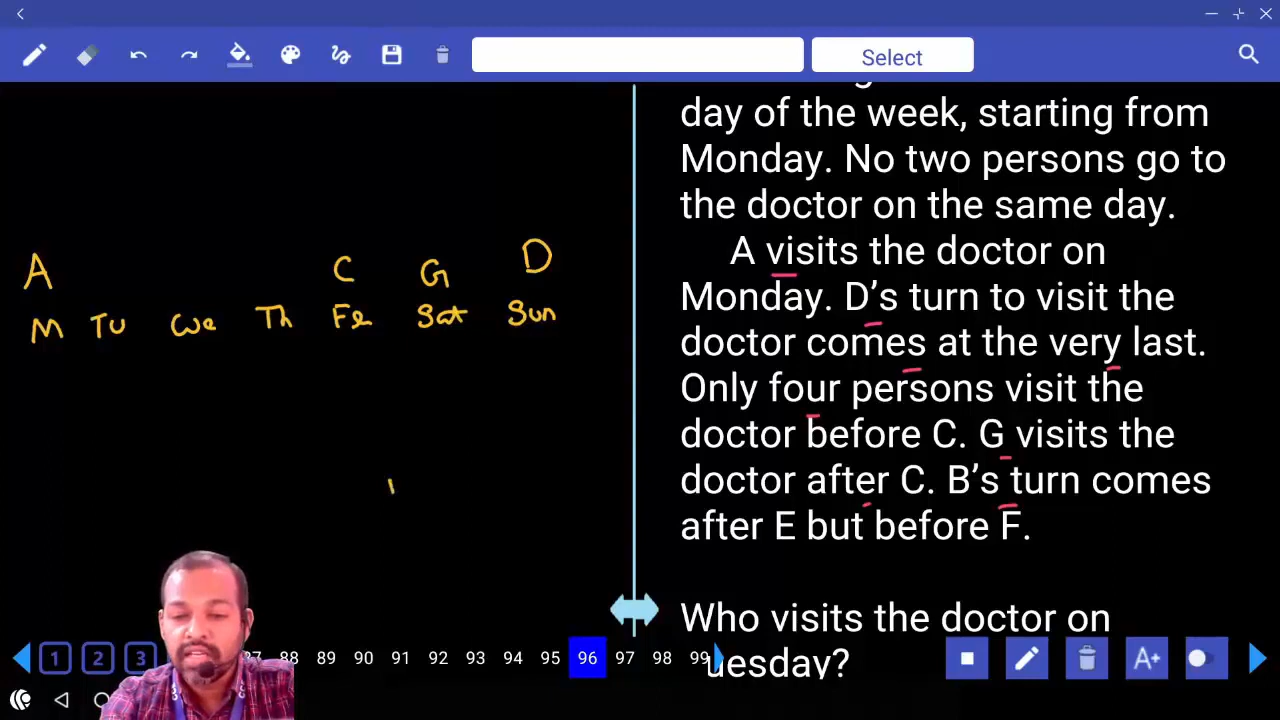 Select
day of the week, starting from
Monday. No two persons go to
the doctor on the same day.
A visits the doctor on
Monday. D's turn to visit the
doctor comes at the very last.
Only four persons visit the
doctor before C. G visits the
doctor after C. B's turn comes
after E but before F.
Who visits the doctor on
uesday?
A C G D
M Tu We Th Fr Sat Sun
1 2 3 87 88 89 90 91 92 93 94 95 96 97 98 99
A+